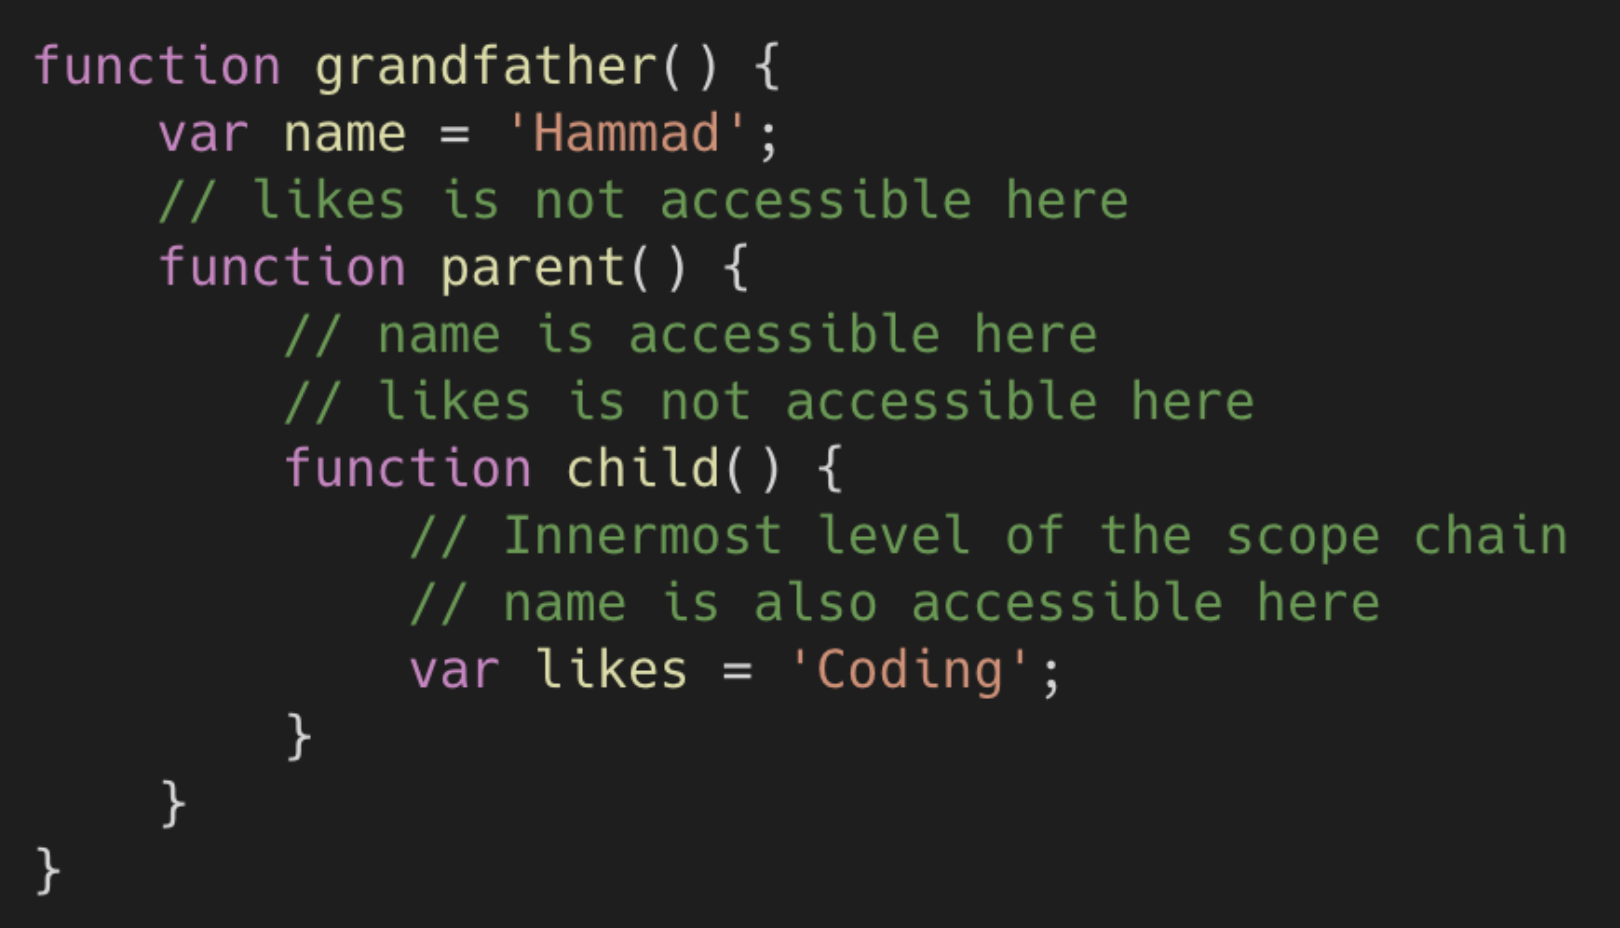 function grandfather() {
    var name = 'Hammad';
    // likes is not accessible here
    function parent() {
        // name is accessible here
        // likes is not accessible here
        function child() {
            // Innermost level of the scope chain
            // name is also accessible here
            var likes = 'Coding';
        }
    }
}